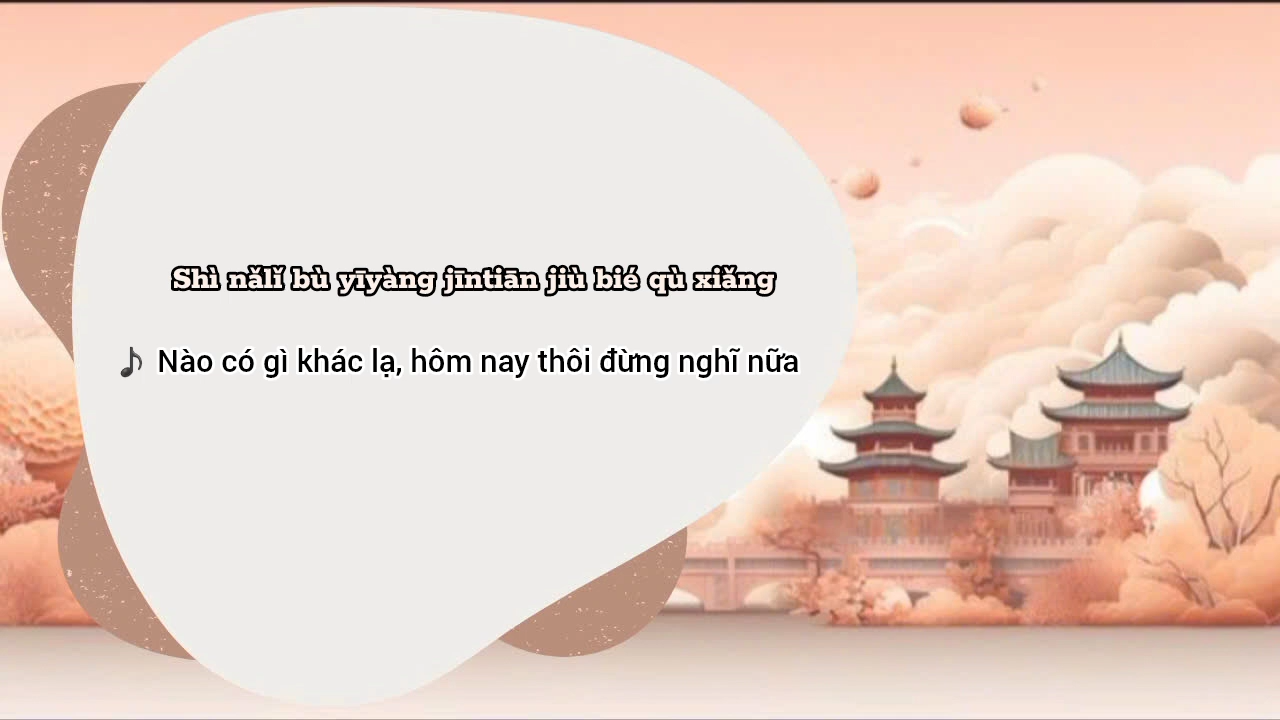 Shì nǎlǐ bù yīyàng jīntiān jiù bié qù xiǎng
♪ Nào có gì khác lạ, hôm nay thôi đừng nghĩ nữa